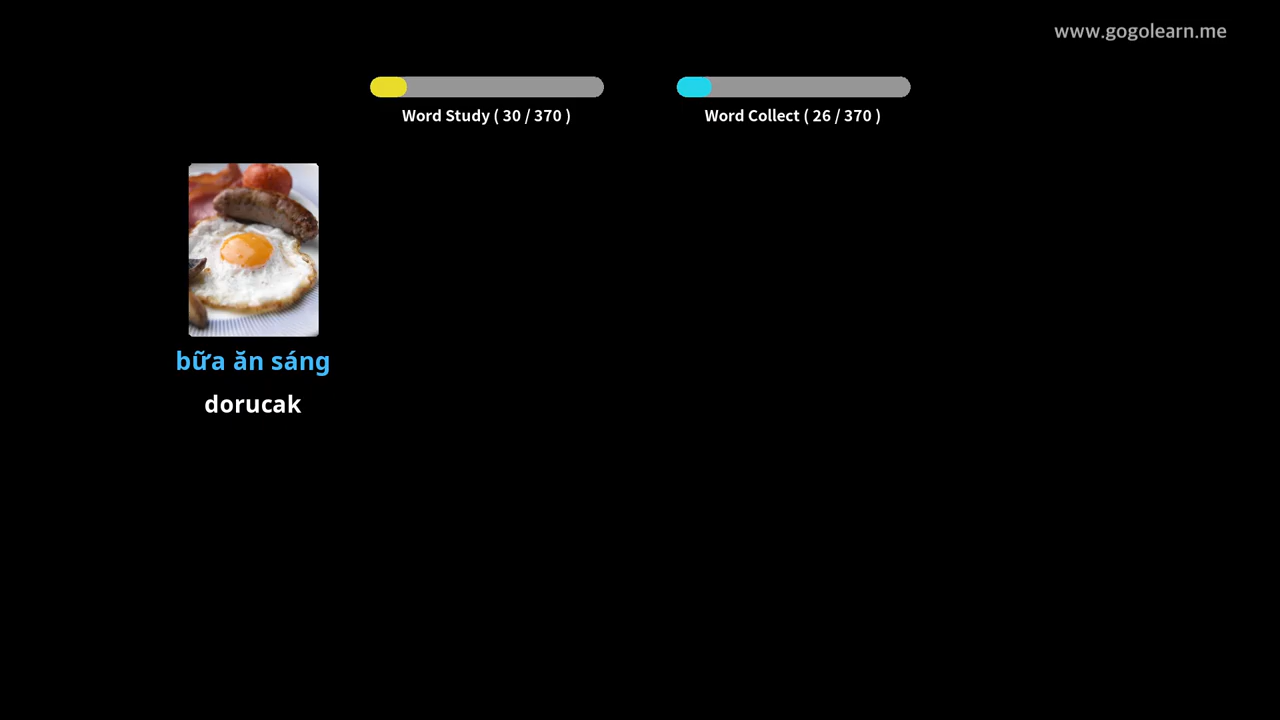 www.gogolearn.me
Word Study ( 30 / 370 )
Word Collect ( 26 / 370 )
bữa ăn sáng
dorucak